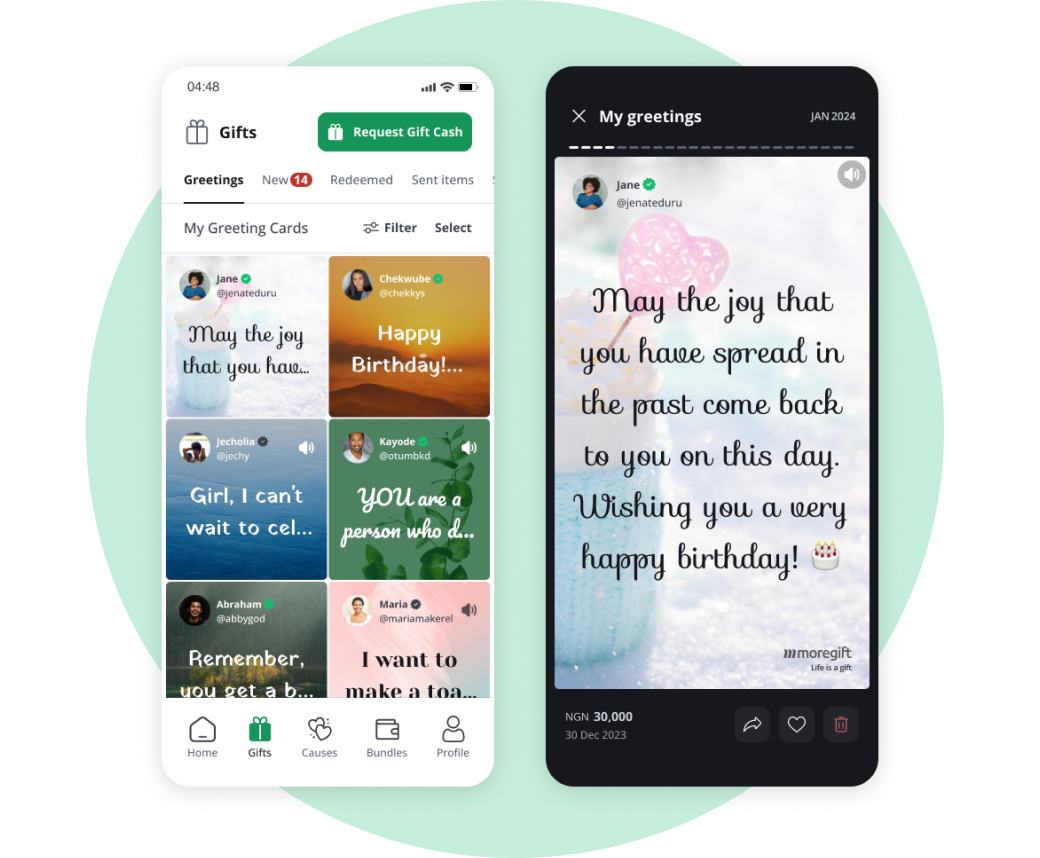 04:48
Gifts
Request Gift Cash
Greetings
New 14
Redeemed
Sent items
My Greeting Cards
Filter
Select
Jane
@jenateduru
May the joy
that you hav...
Chekwube
@chekkys
Happy
Birthday!...
Jecholia
@jechy
Girl, I can't
wait to cel...
Kayode
@otumbkd
YOU are a
person who d...
Abraham
@abbygod
Remember,
you get a b...
Maria
@mariamakerel
I want to
make a toa...
Home
Gifts
Causes
Bundles
Profile
My greetings
JAN 2024
Jane
@jenateduru
May the joy that
you have spread in
the past come back
to you on this day.
Wishing you a very
happy birthday! 🎂
moregift
Life is a gift
NGN 30,000
30 Dec 2023